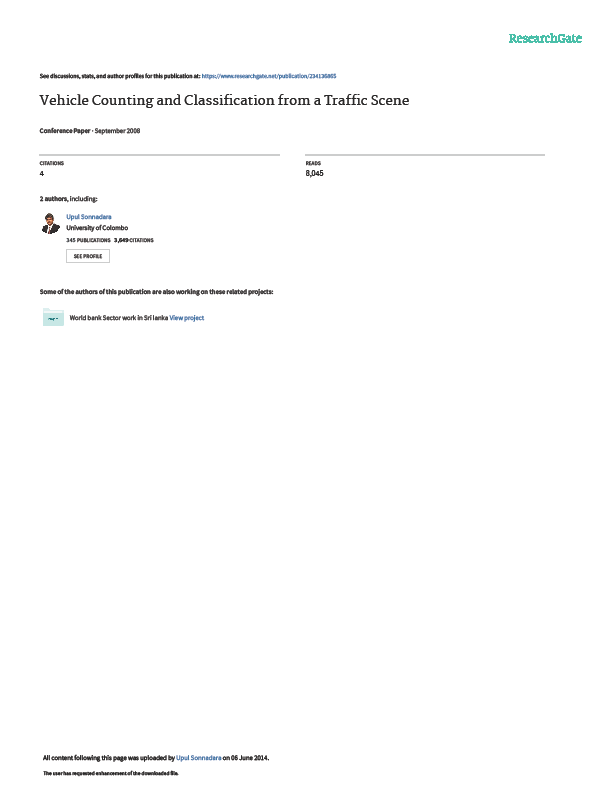 ResearchGate
See discussions, stats, and author profiles for this publication at: https://www.researchgate.net/publication/234136865
Vehicle Counting and Classification from a Traffic Scene
Conference Paper · September 2008
CITATIONS
4
READS
8,045
2 authors, including:
Upul Sonnadara
University of Colombo
345 PUBLICATIONS 3,649 CITATIONS
SEE PROFILE
Some of the authors of this publication are also working on these related projects:
World bank Sector work in Sri lanka View project
All content following this page was uploaded by Upul Sonnadara on 06 June 2014.
The user has requested enhancement of the downloaded file.